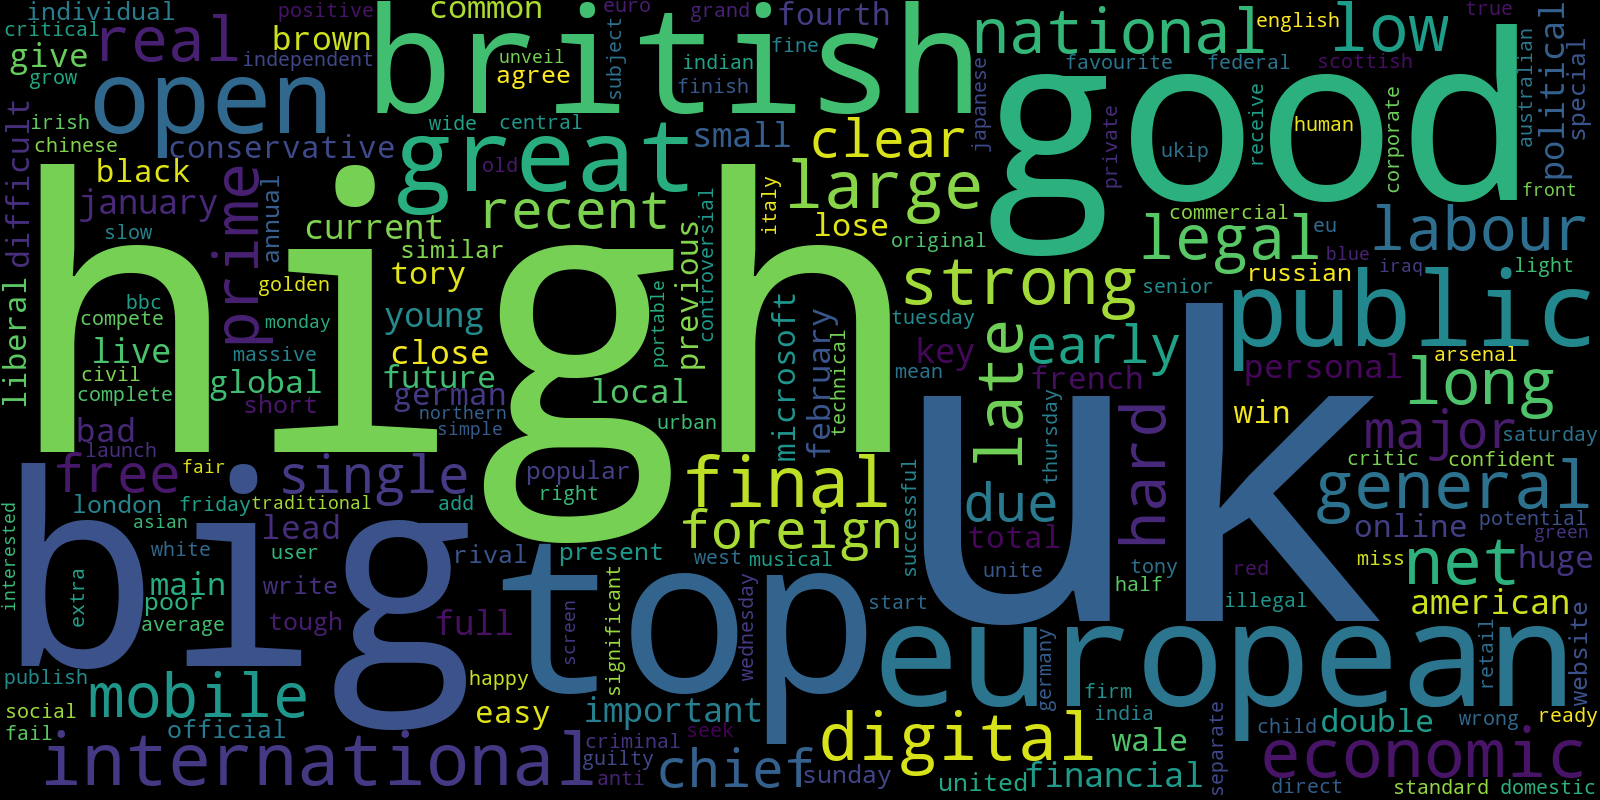 individual
positive
common
euro
grand
fourth
national
english
low
true
critical
real
brown
british
fine
good
give
independent
unveil
subject
indian
favourite
federal
scottish
australian
political
special
grow
open
agree
finish
japanese
irish
wide
central
small
clear
private
receive
human
corporate
chinese
conservative
great
old
ukip
difficult
black
prime
annual
recent
italy
large
lose
commercial
front
january
current
similar
previous
controversial
original
legal
eu
labour
slow
high
tory
strong
russian
blue
iraq
light
liberal
bbc
golden
young
portable
senior
public
compete
monday
microsoft
february
technical
tuesday
late
early
live
massive
close
key
personal
arsenal
civil
global
future
local
mean
french
long
complete
short
german
northern
urban
uk
hard
win
bad
simple
major
saturday
launch
free
fair
single
popular
final
successful
thursday
critic
confident
london
friday
traditional
add
right
due
general
asian
lead
foreign
total
online
potential
green
interested
white
user
rival
present
west
musical
tony
miss
net
huge
big
extra
main
write
top
significant
wednesday
unite
half
red
poor
start
illegal
american
average
tough
full
screen
european
germany
retail
website
publish
happy
mobile
important
firm
social
easy
digital
india
separate
child
double
wrong
ready
fail
official
criminal
seek
wale
international
guilty
chief
economic
anti
sunday
united
financial
direct
standard
domestic